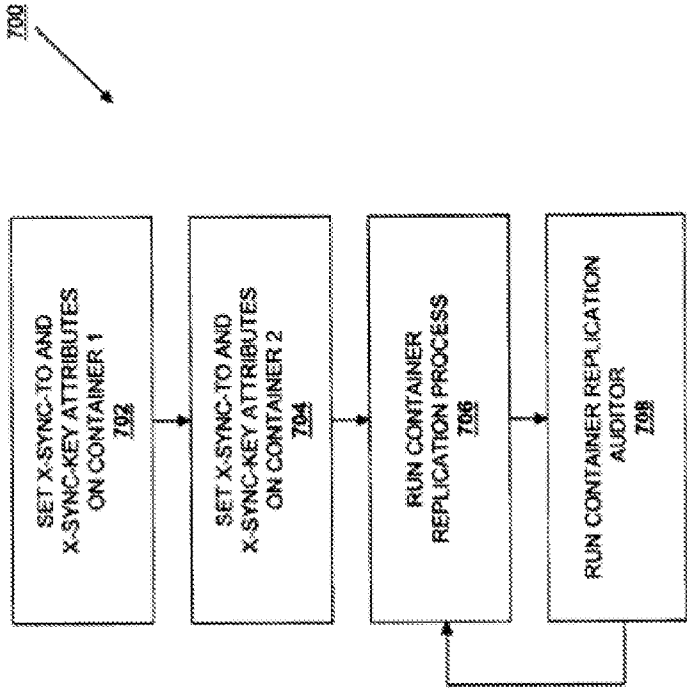 700
SET X-SYNC-TO AND
X-SYNC-KEY ATTRIBUTES
ON CONTAINER 1
702
SET X-SYNC-TO AND
X-SYNC-KEY ATTRIBUTES
ON CONTAINER 2
704
RUN CONTAINER
REPLICATION PROCESS
706
RUN CONTAINER REPLICATION
AUDITOR
708